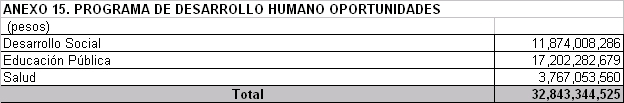 ANEXO 15. PROGRAMA DE DESARROLLO HUMANO OPORTUNIDADES
(pesos)
Desarrollo Social 11,874,008,286
Educación Pública 17,202,282,679
Salud 3,767,053,560
Total 32,843,344,525